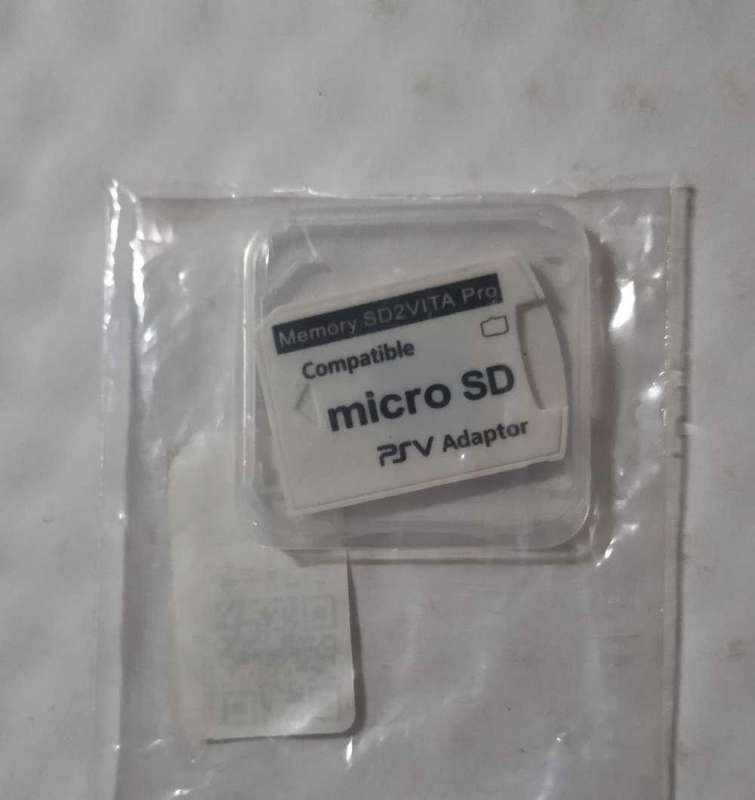 Memory SD2VITA Pro
Compatible
micro SD
PSV Adaptor